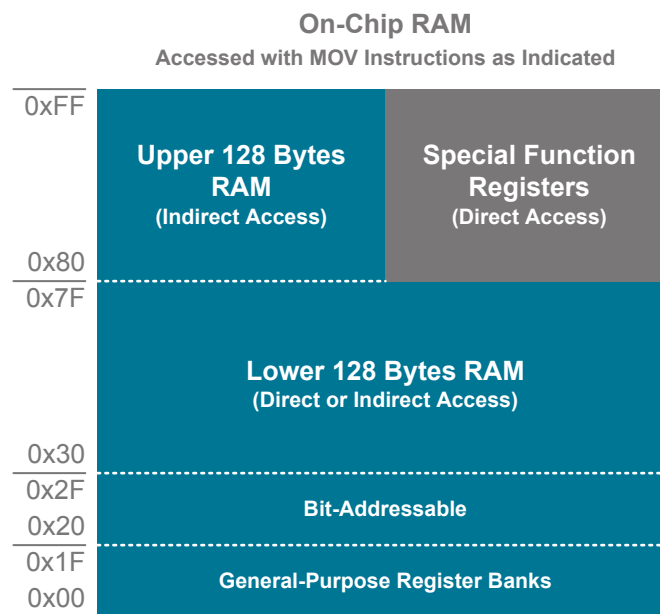 On-Chip RAM
Accessed with MOV Instructions as Indicated
0xFF
Upper 128 Bytes
RAM
(Indirect Access)
Special Function
Registers
(Direct Access)
0x80
0x7F
Lower 128 Bytes RAM
(Direct or Indirect Access)
0x30
0x2F
Bit-Addressable
0x20
0x1F
General-Purpose Register Banks
0x00